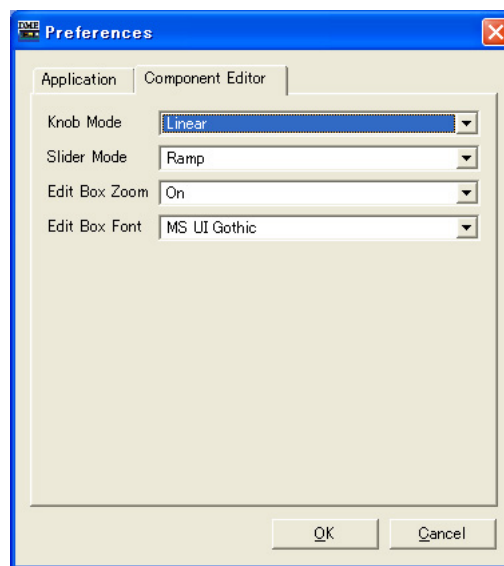 DME
Preferences
Application Component Editor
Knob Mode Linear
Slider Mode Ramp
Edit Box Zoom On
Edit Box Font MS UI Gothic
OK Cancel